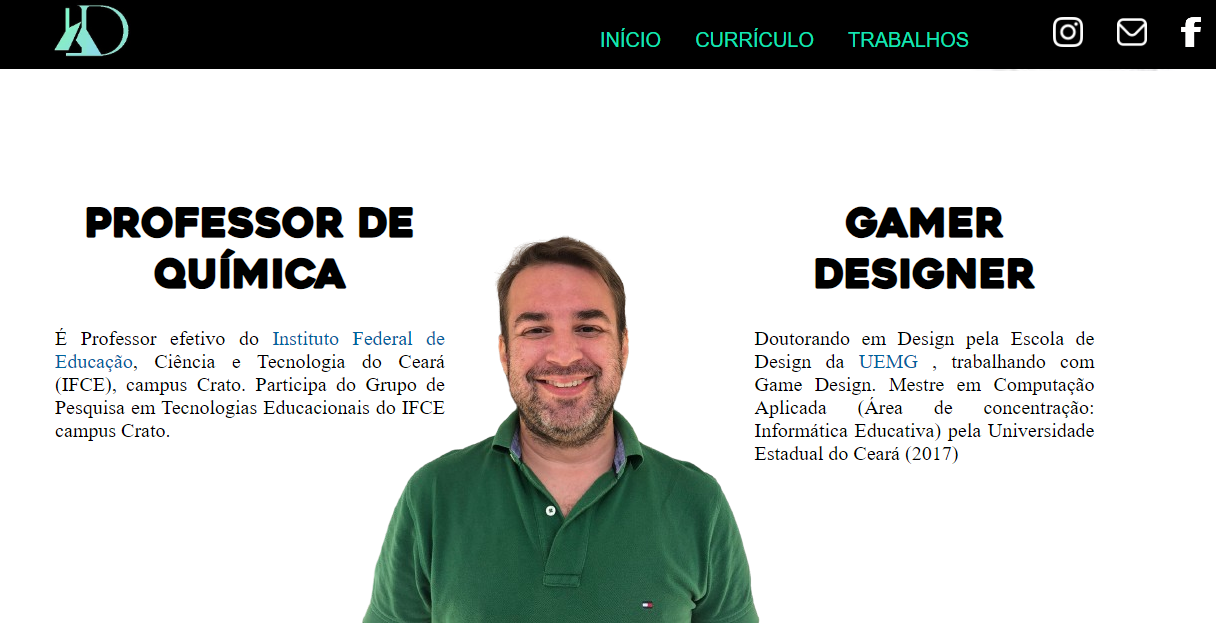 INÍCIO CURRÍCULO TRABALHOS
PROFESSOR DE
QUÍMICA
É Professor efetivo do Instituto Federal de
Educação, Ciência e Tecnologia do Ceará
(IFCE), campus Crato. Participa do Grupo de
Pesquisa em Tecnologias Educacionais do IFCE
campus Crato.
GAMER
DESIGNER
Doutorando em Design pela Escola de
Design da UEMG , trabalhando com
Game Design. Mestre em Computação
Aplicada (Área de concentração:
Informática Educativa) pela Universidade
Estadual do Ceará (2017)